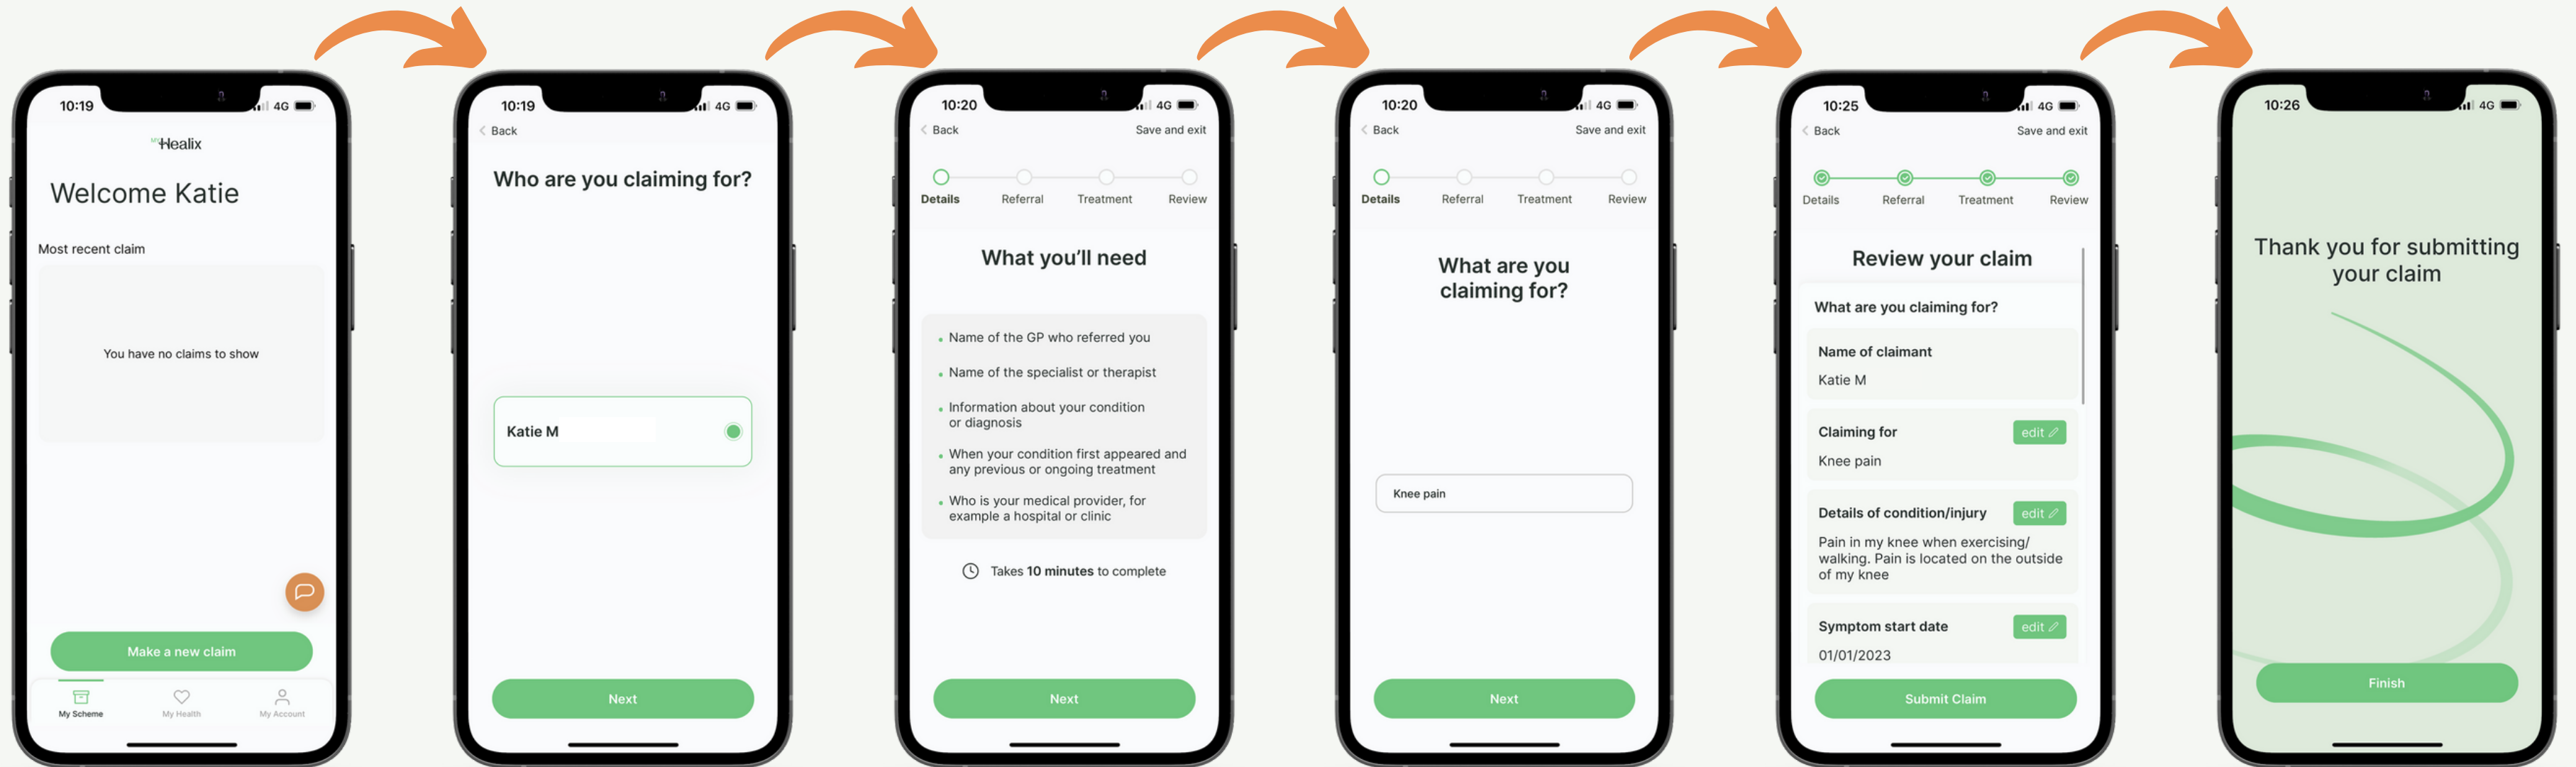 10:19
4G
my Healix
Welcome Katie
Most recent claim
You have no claims to show
Make a new claim
My Scheme
My Health
My Account
10:19
4G
Back
Who are you claiming for?
Katie M
Next
10:20
4G
Back
Save and exit
Details
Referral
Treatment
Review
What you'll need
Name of the GP who referred you
Name of the specialist or therapist
Information about your condition
or diagnosis
When your condition first appeared and
any previous or ongoing treatment
Who is your medical provider, for
example a hospital or clinic
Takes 10 minutes to complete
Next
10:20
4G
Back
Save and exit
Details
Referral
Treatment
Review
What are you
claiming for?
Knee pain
Next
10:25
4G
Back
Save and exit
Details
Referral
Treatment
Review
Review your claim
What are you claiming for?
Name of claimant
Katie M
Claiming for
edit
Knee pain
Details of condition/injury
edit
Pain in my knee when exercising/
walking. Pain is located on the outside
of my knee
Symptom start date
edit
01/01/2023
Submit Claim
10:26
4G
Thank you for submitting
your claim
Finish